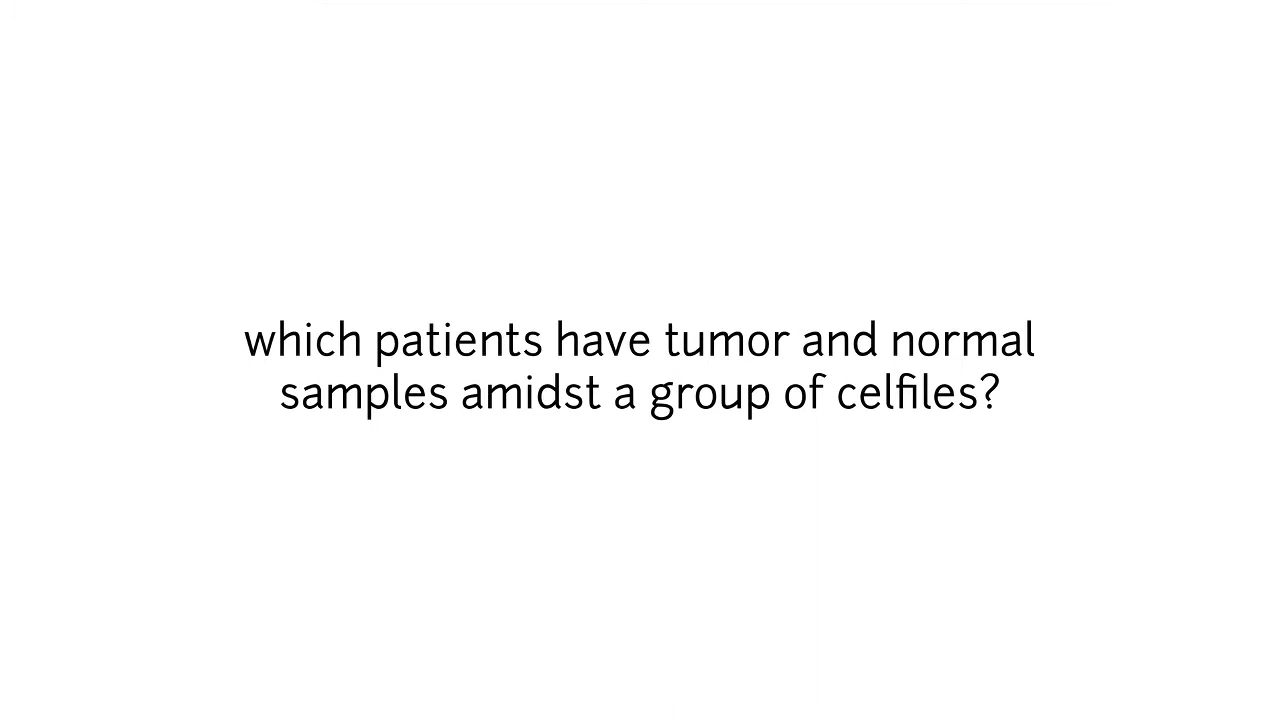 which patients have tumor and normal
samples amidst a group of celfiles?